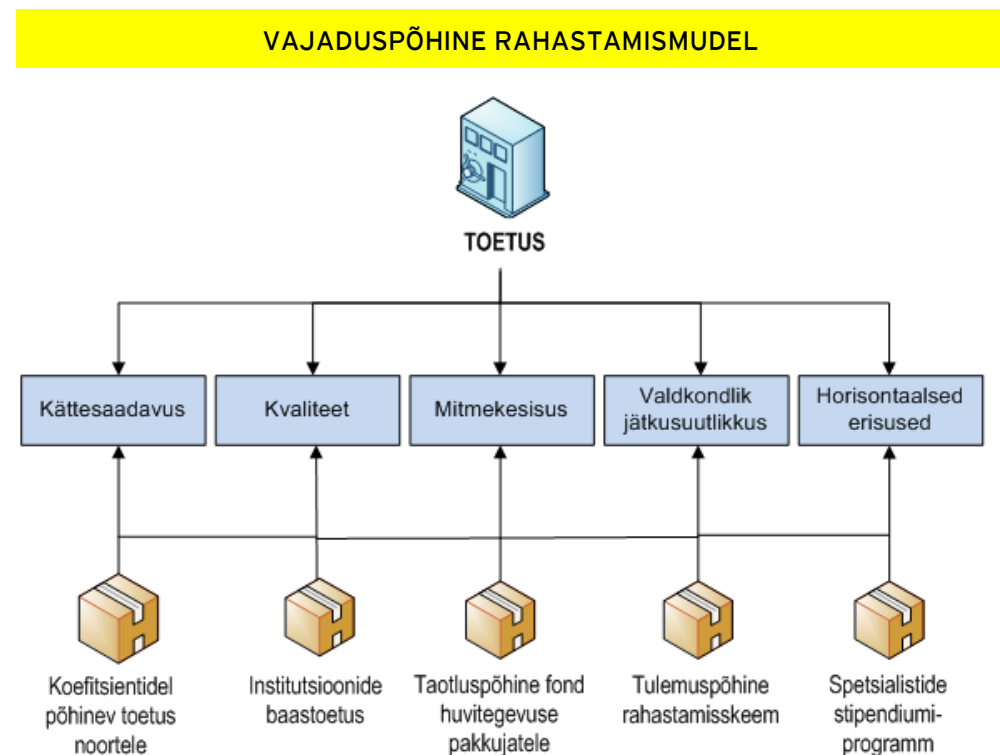 VAJADUSPÕHINE RAHASTAMISMUDEL
TOETUS
Kättesaadavus
Kvaliteet
Mitmekesisus
Valdkondlik
jätkusuutlikkus
Horisontaalsed
erisused
Koefitsientidel
põhinev toetus
noortele
Institutsioonide
baastoetus
Taotluspõhine fond
huvitegevuse
pakkujatele
Tulemuspõhine
rahastamisskeem
Spetsialistide
stipendiumi-
programm